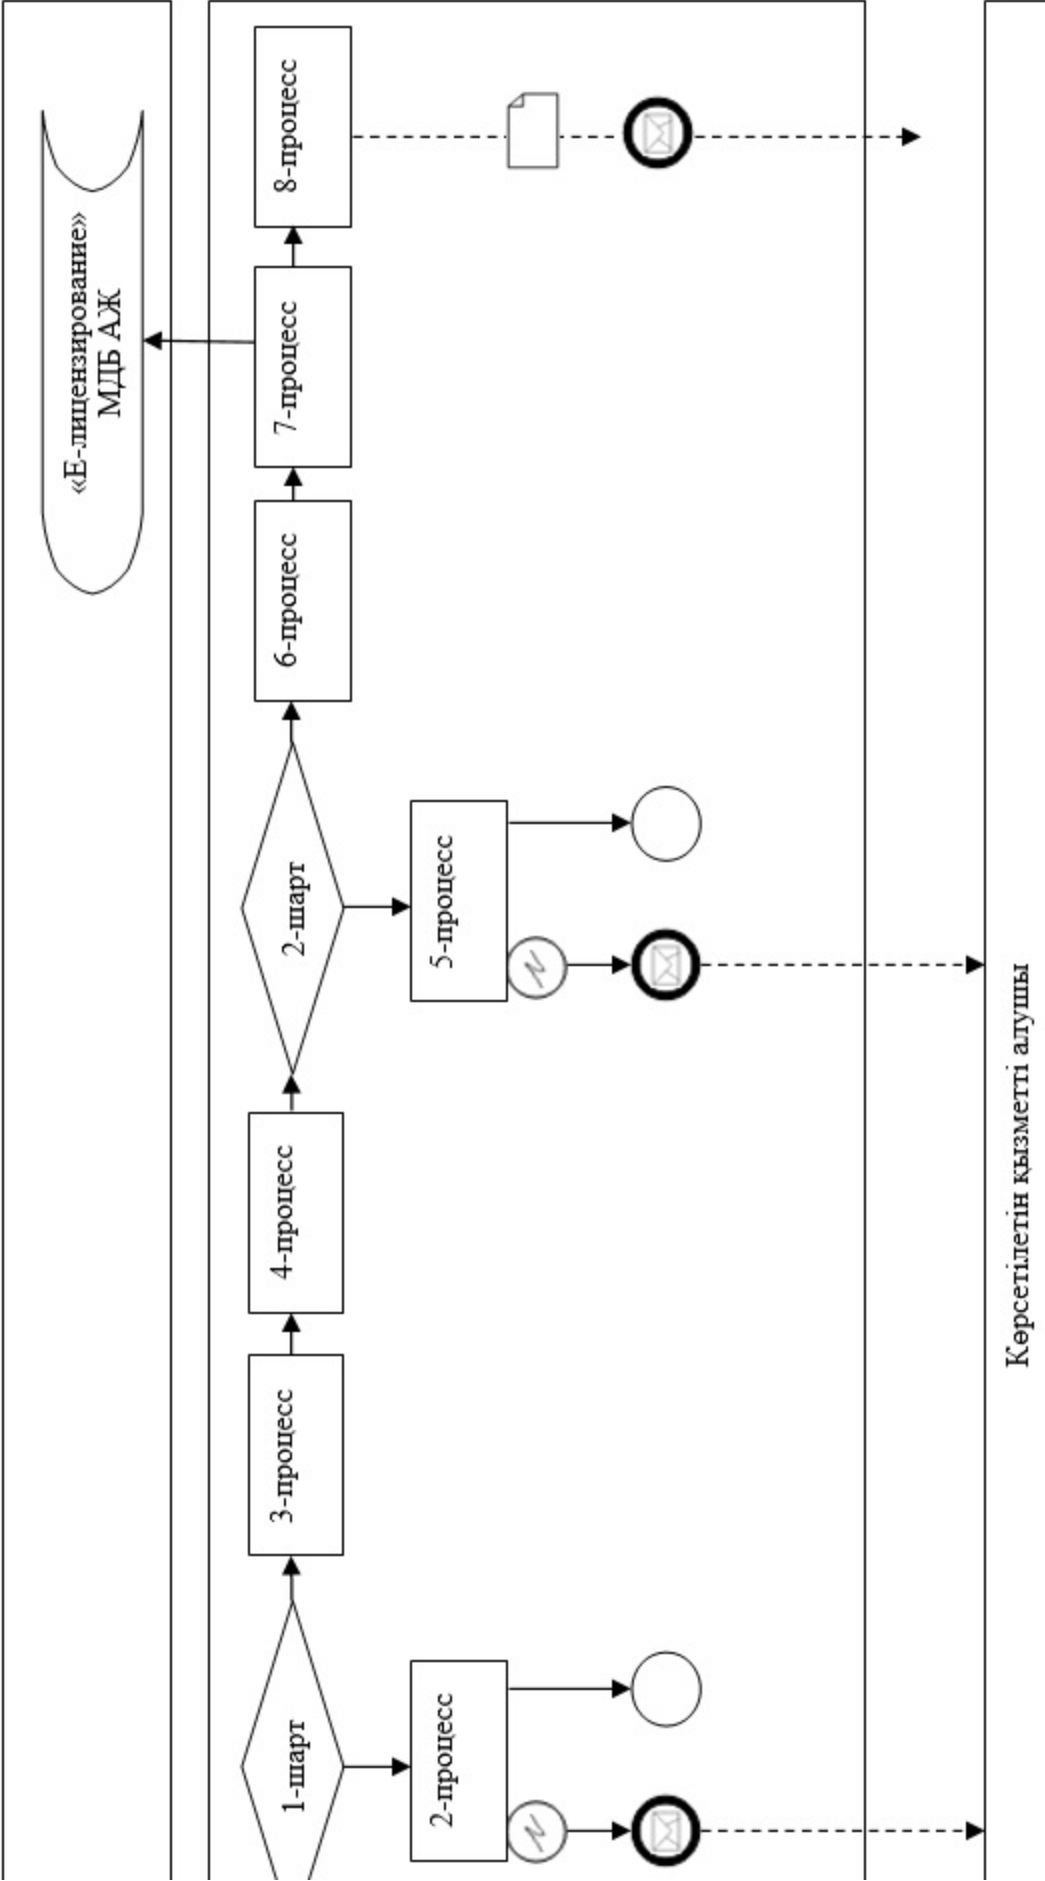 «Е-лицензирование»
МДБ АЖ
1-шарт
2-процесс
3-процесс
4-процесс
2-шарт
5-процесс
6-процесс
7-процесс
8-процесс
Көрсетілетін қызметті алушы